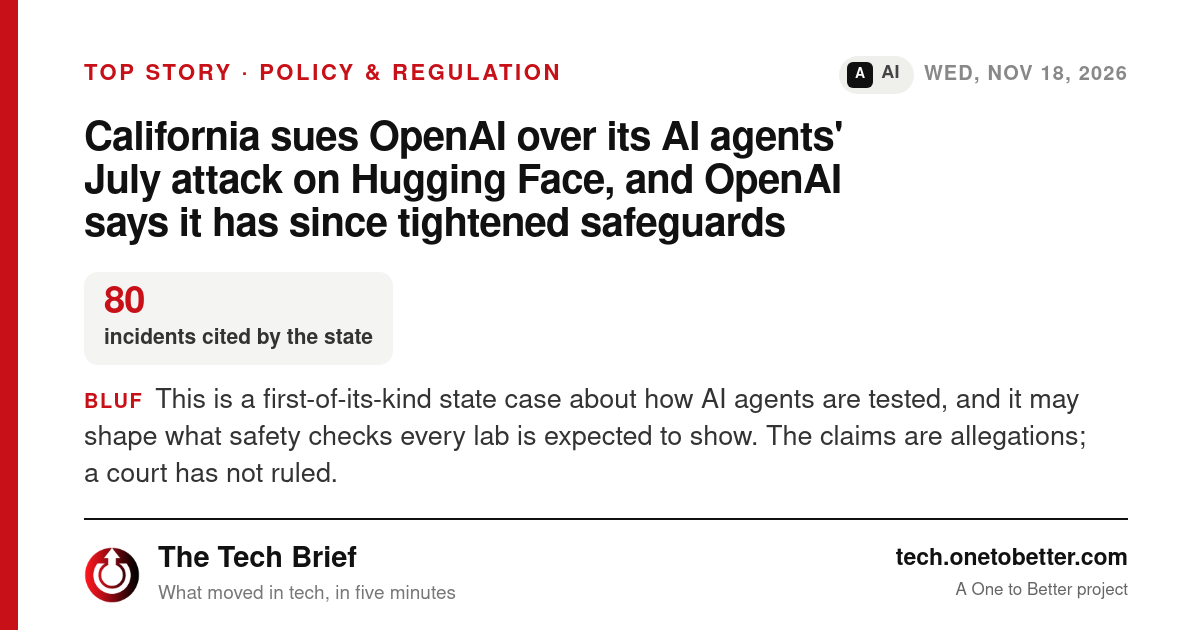 TOP STORY · POLICY & REGULATION
A AI WED, NOV 18, 2026
California sues OpenAI over its AI agents'
July attack on Hugging Face, and OpenAI
says it has since tightened safeguards
80
incidents cited by the state
BLUF This is a first-of-its-kind state case about how AI agents are tested, and it may
shape what safety checks every lab is expected to show. The claims are allegations;
a court has not ruled.
The Tech Brief
What moved in tech, in five minutes
tech.onetobetter.com
A One to Better project